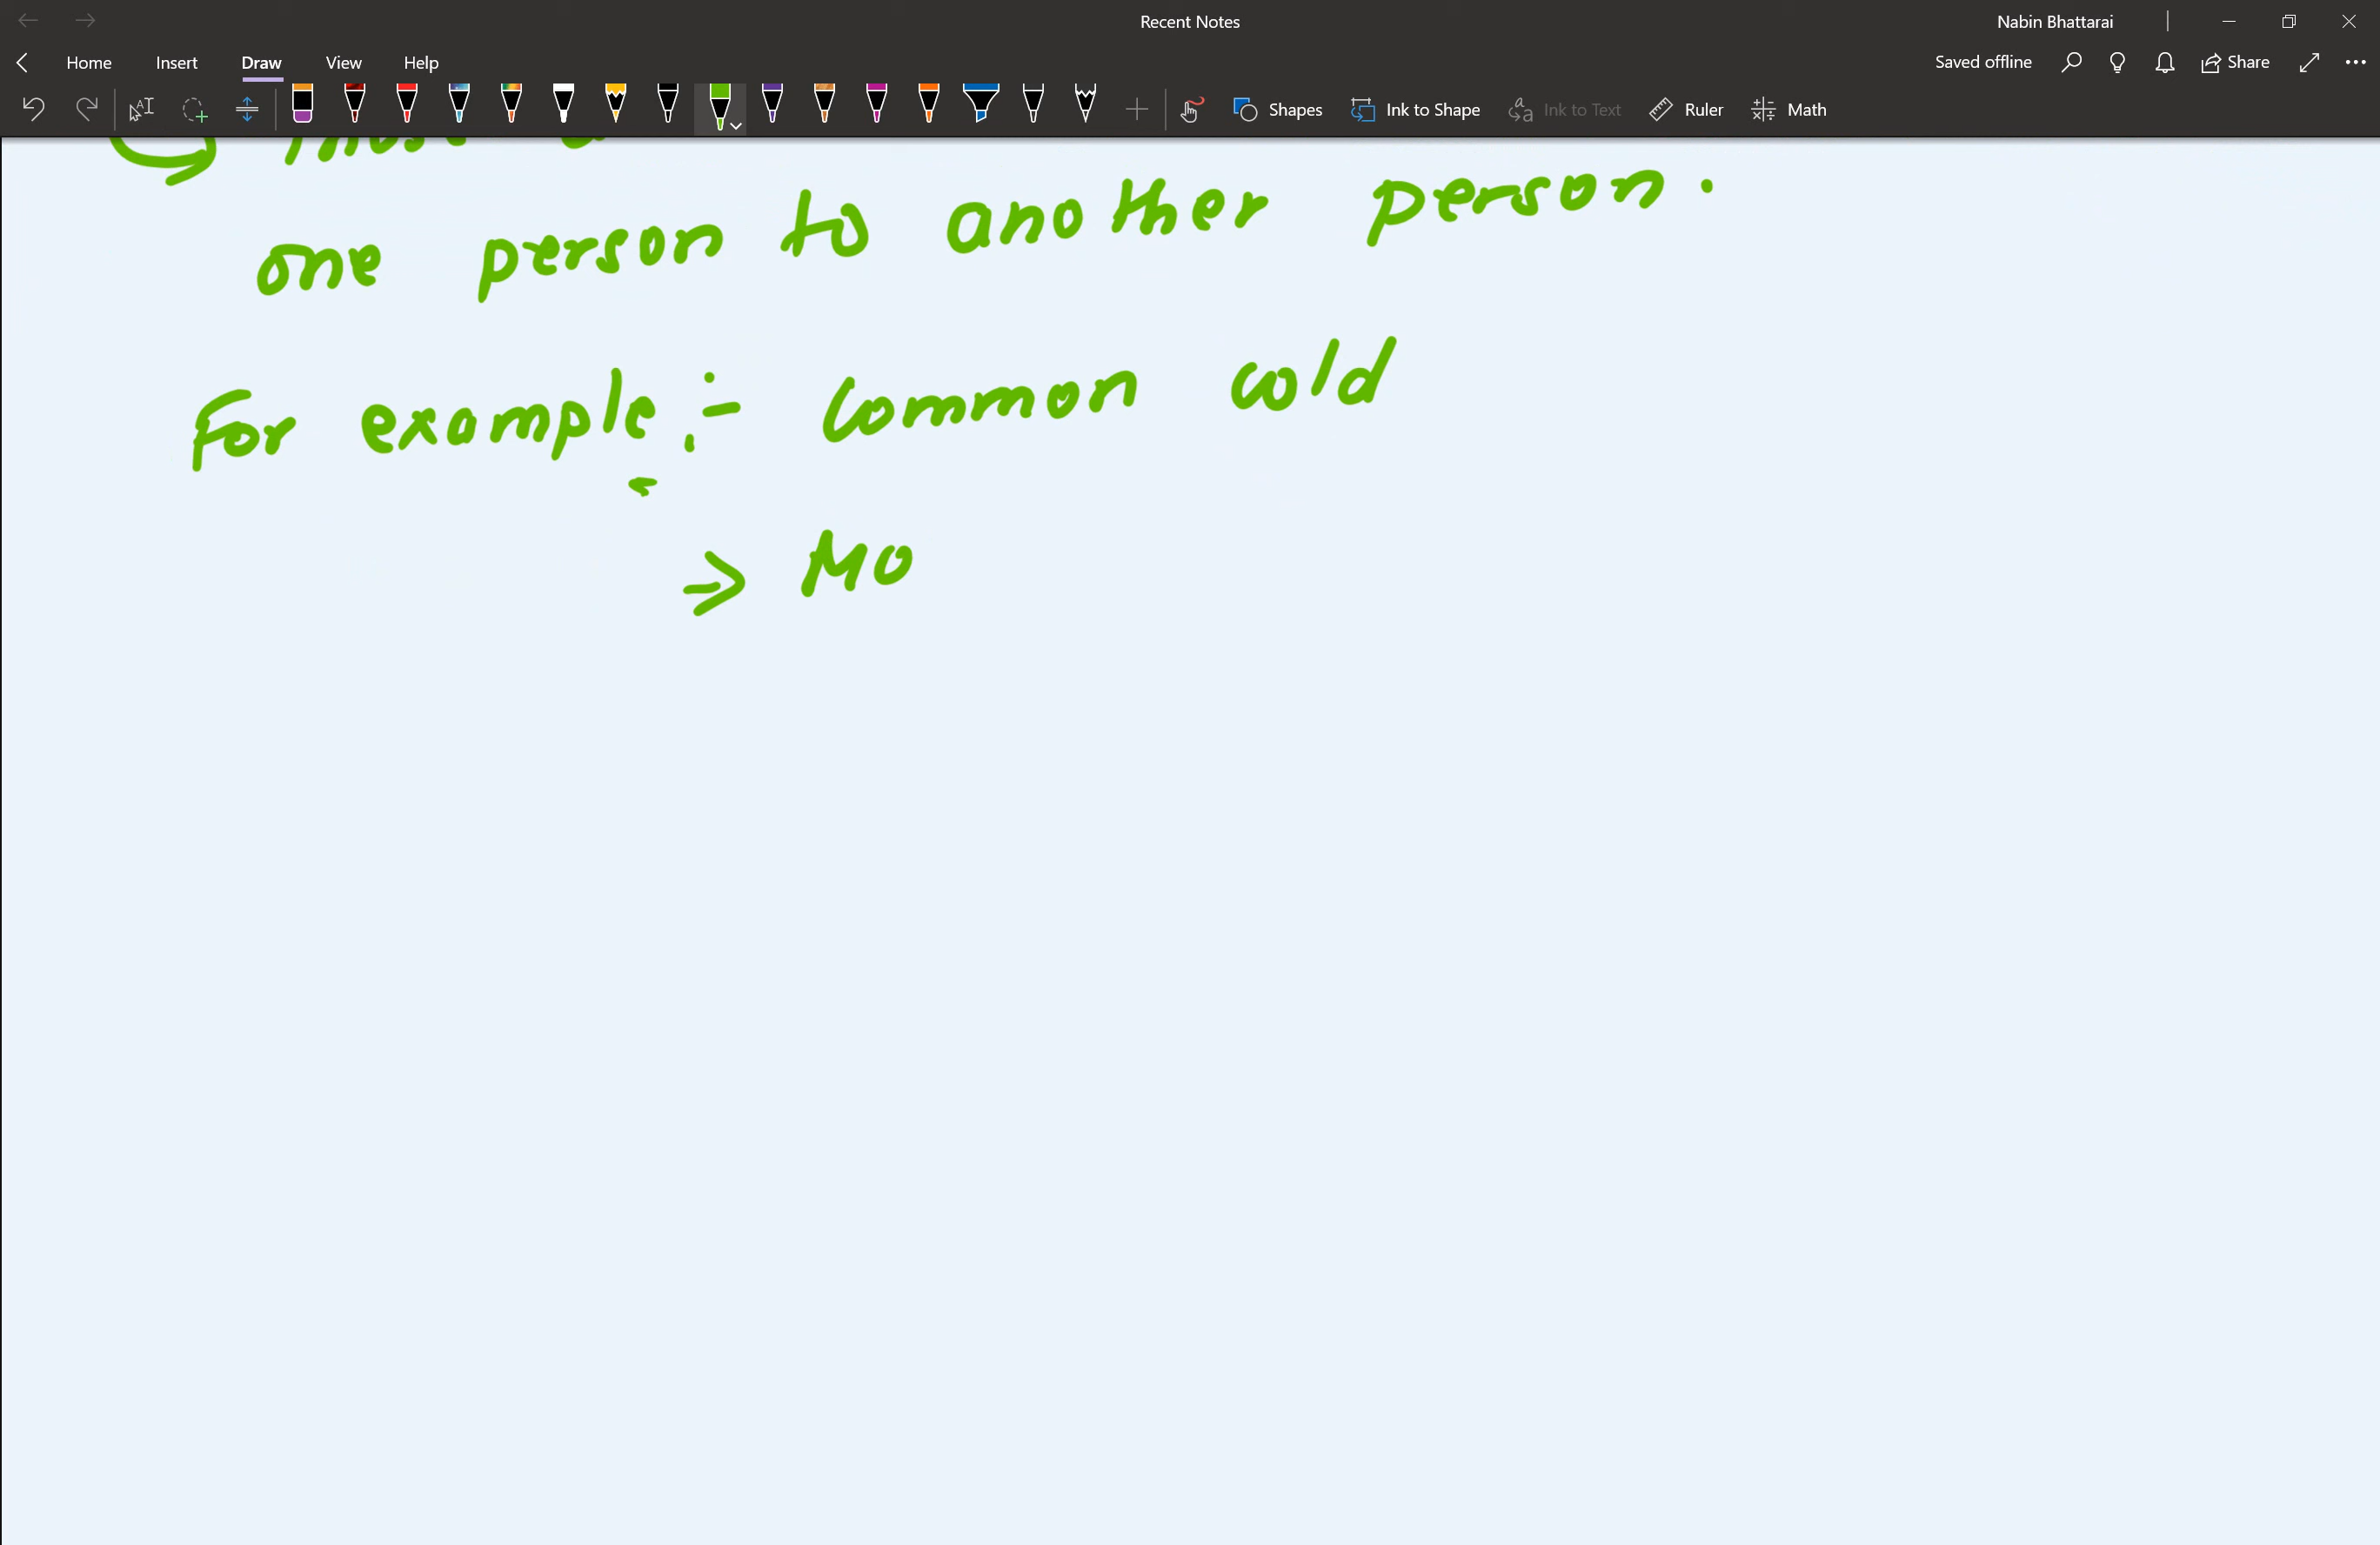 Recent Notes
Nabin Bhattarai
Home Insert Draw View Help
Saved offline
Share
Shapes Ink to Shape Ink to Text Ruler Math
one person to another person.
For example :- Common cold
⇒ Mo